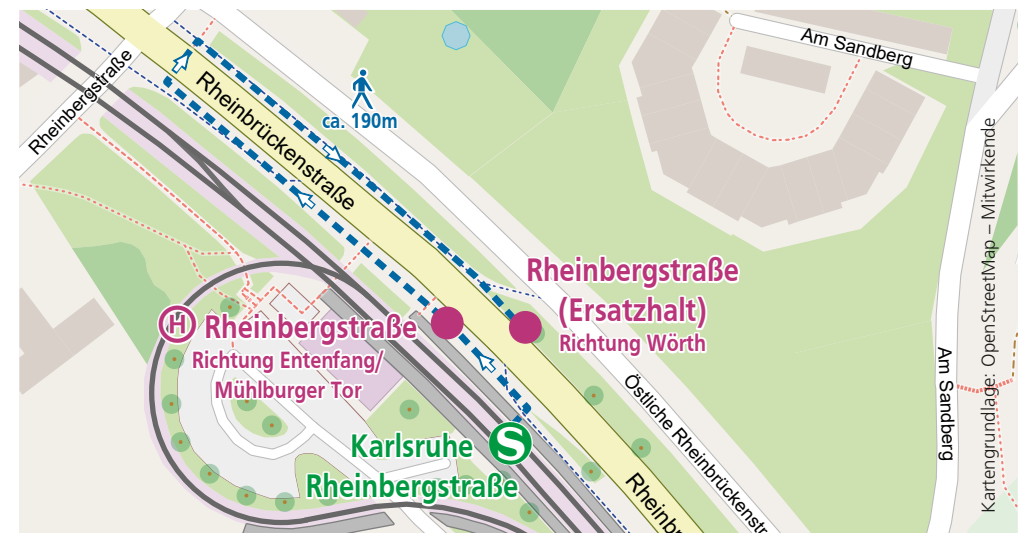 Am Sandberg
Rheinbergstraße
ca. 190m
Rheinbrückenstraße
Kartengrundlage: OpenStreetMap – Mitwirkende
Rheinbergstraße
(Ersatzhalt)
Richtung Wörth
H Rheinbergstraße
Richtung Entenfang/
Mühlburger Tor
Am Sandberg
Östliche Rheinbrückenstr
S
Karlsruhe
Rheinbergstraße
Rheinbr